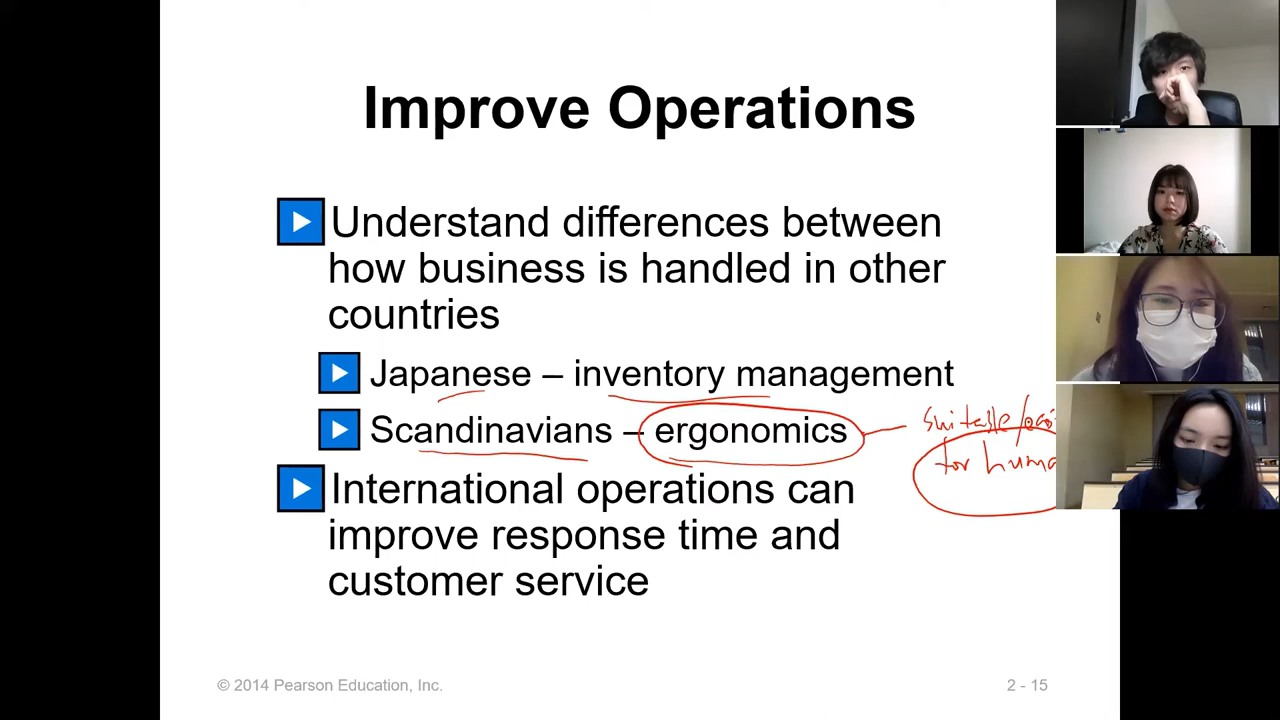 Improve Operations
Understand differences between
how business is handled in other
countries
Japanese – inventory management
Scandinavians – ergonomics
for
International operations can
improve response time and
customer service
© 2014 Pearson Education, Inc.
2 - 15